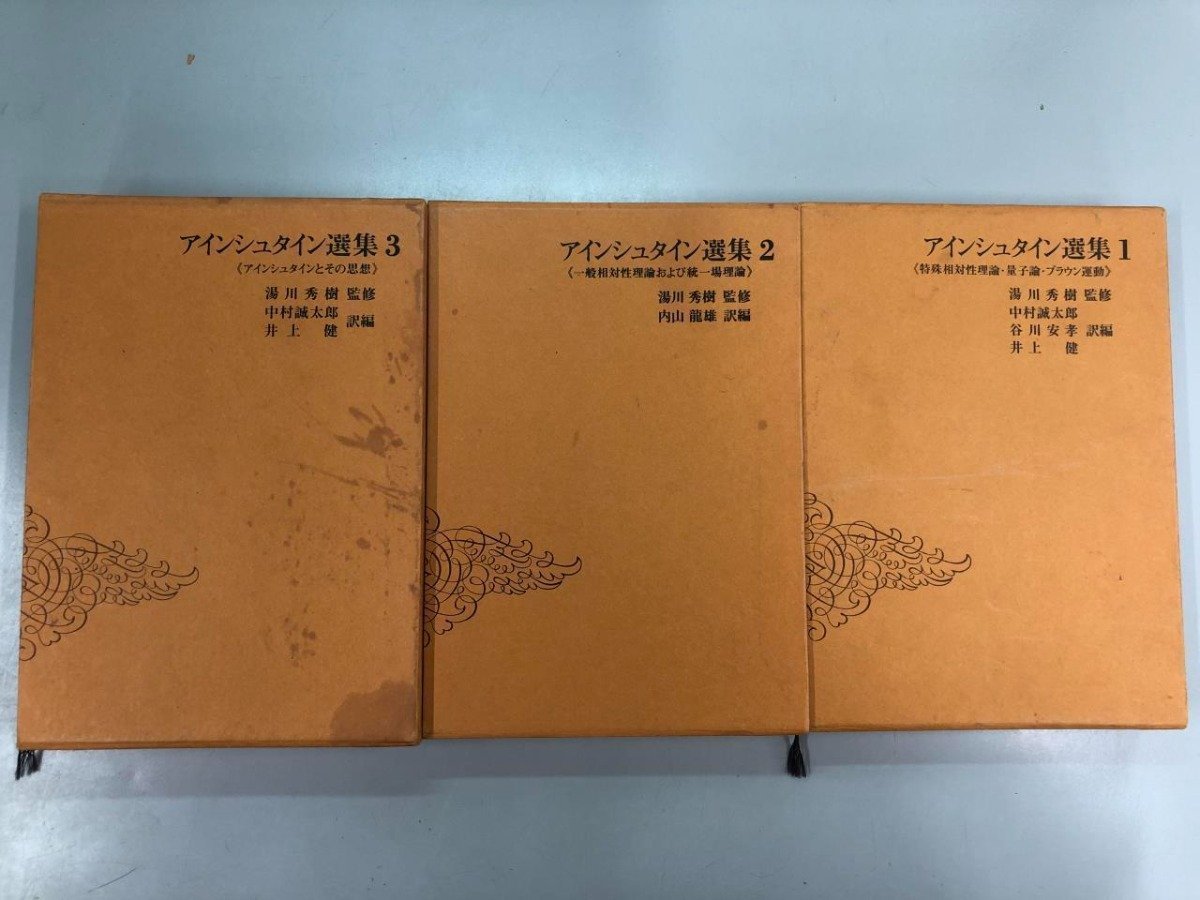 アインシュタイン選集 3
《アインシュタインとその思想》
湯川秀樹 監修
中村誠太郎
井上 健 訳編
アインシュタイン選集 2
《一般相対性理論および統一場理論》
湯川秀樹 監修
内山龍雄 訳編
アインシュタイン選集 1
《特殊相対性理論・量子論・ブラウン運動》
湯川秀樹 監修
中村誠太郎
谷川安孝 訳編
井上 健